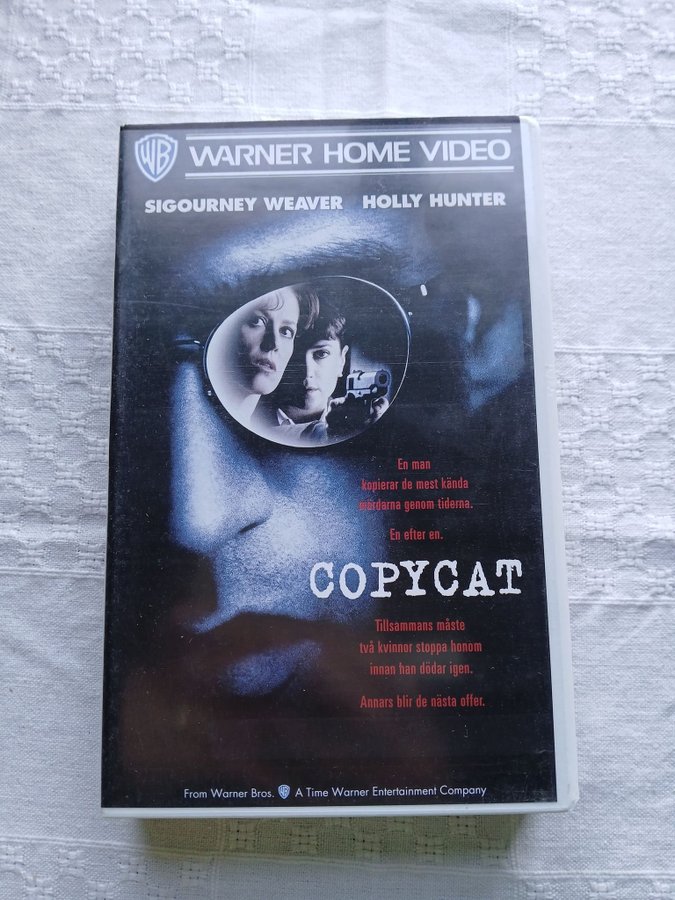 WB WARNER HOME VIDEO
SIGOURNEY WEAVER HOLLY HUNTER
En man
kopierar de mest kända
mördarna genom tiderna.
En efter en.
COPYCAT
Tillsammans måste
två kvinnor stoppa honom
innan han dödar igen.
Annars blir de nästa offer.
From Warner Bros. WB A Time Warner Entertainment Company